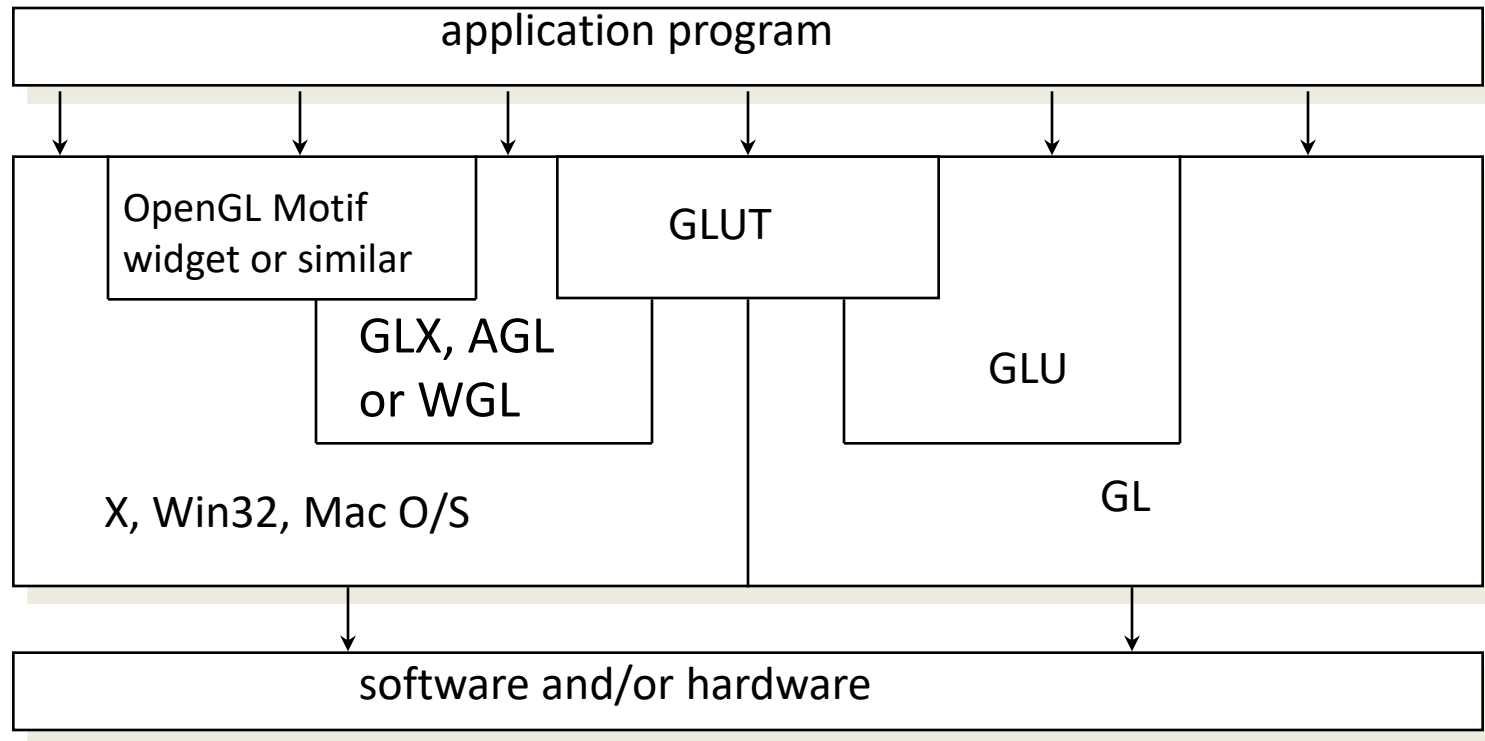 application program
OpenGL Motif
widget or similar
GLUT
GLX, AGL
or WGL
GLU
X, Win32, Mac O/S
GL
software and/or hardware